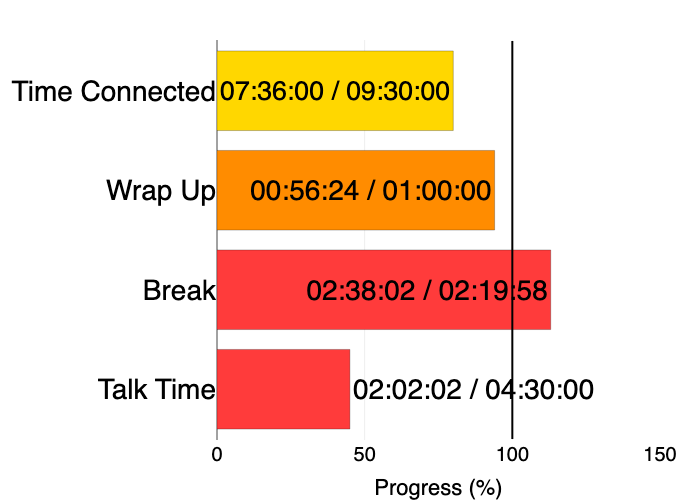 Time Connected 07:36:00 / 09:30:00
Wrap Up 00:56:24 / 01:00:00
Break 02:38:02 / 02:19:58
Talk Time 02:02:02 / 04:30:00
0 50 100 150
Progress (%)